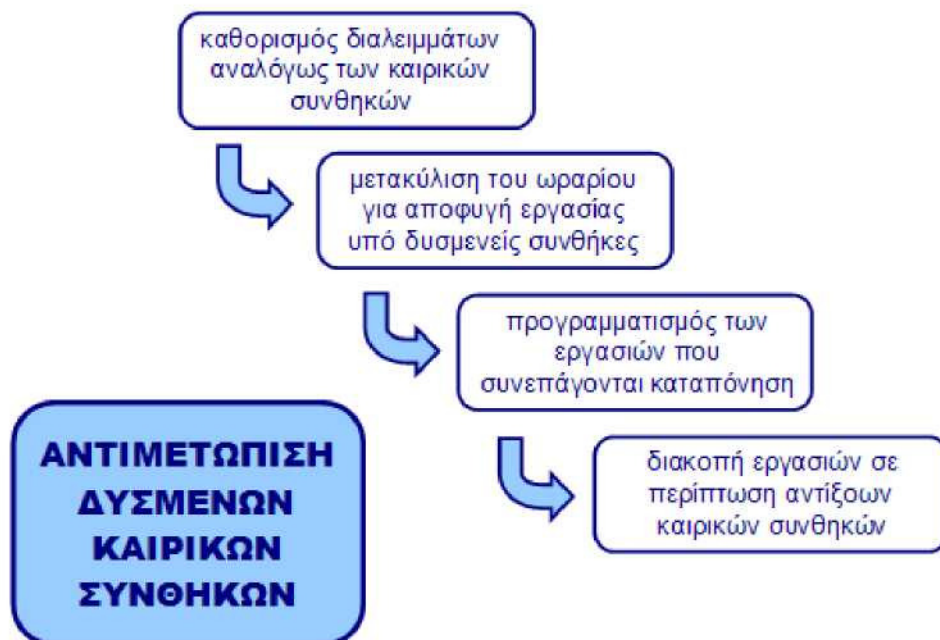 καθορισμός διαλειμμάτων
αναλόγως των καιρικών
συνθηκών
μετακύλιση του ωραρίου
για αποφυγή εργασίας
υπό δυσμενείς συνθήκες
προγραμματισμός των
εργασιών που
συνεπάγονται καταπόνηση
διακοπή εργασιών σε
περίπτωση αντίξοων
καιρικών συνθηκών
ΑΝΤΙΜΕΤΩΠΙΣΗ
ΔΥΣΜΕΝΩΝ
ΚΑΙΡΙΚΩΝ
ΣΥΝΘΗΚΩΝ